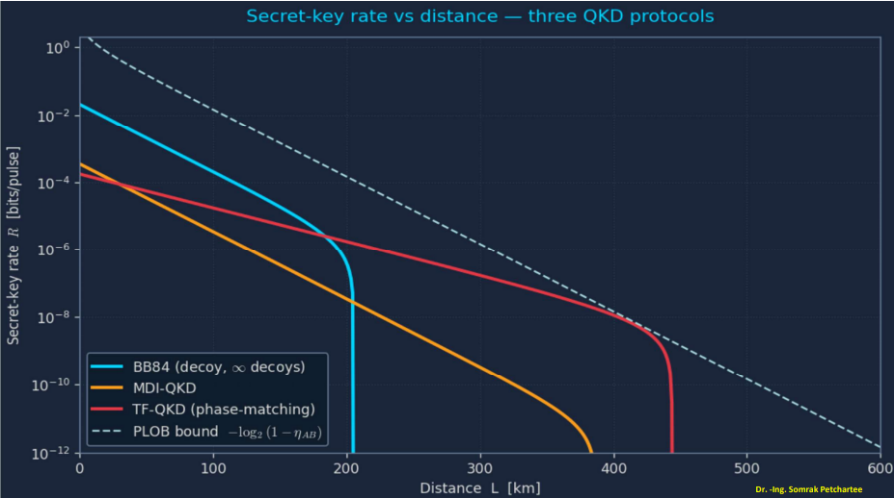 Secret-key rate vs distance — three QKD protocols
Secret-key rate R [bits/pulse]
10⁰
10⁻²
10⁻⁴
10⁻⁶
10⁻⁸
10⁻¹⁰
10⁻¹²
BB84 (decoy, ∞ decoys)
MDI-QKD
TF-QKD (phase-matching)
PLOB bound −log₂(1 − η_AB)
0 100 200 300 400 500 600
Distance L [km]
Dr. -Ing. Somrak Petchartee